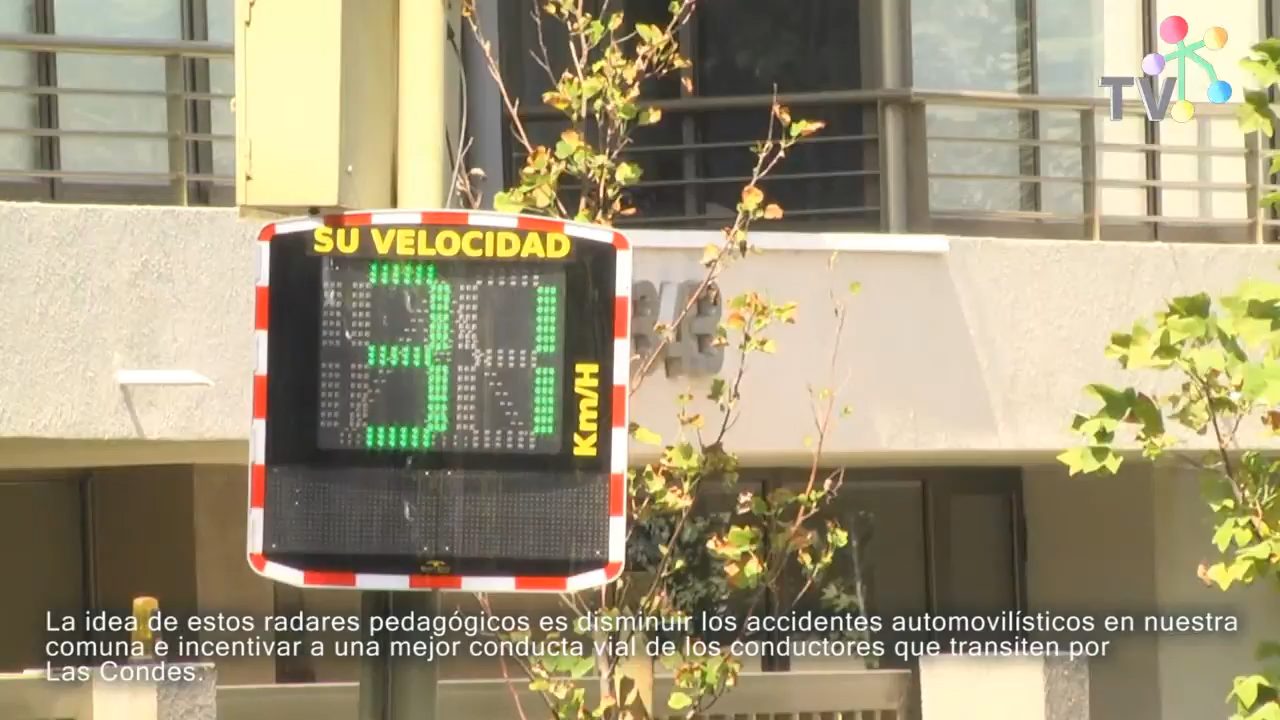 TV
SU VELOCIDAD
31
Km/H
La idea de estos radares pedagógicos es disminuir los accidentes automovilísticos en nuestra
comuna e incentivar a una mejor conducta vial de los conductores que transiten por
Las Condes.